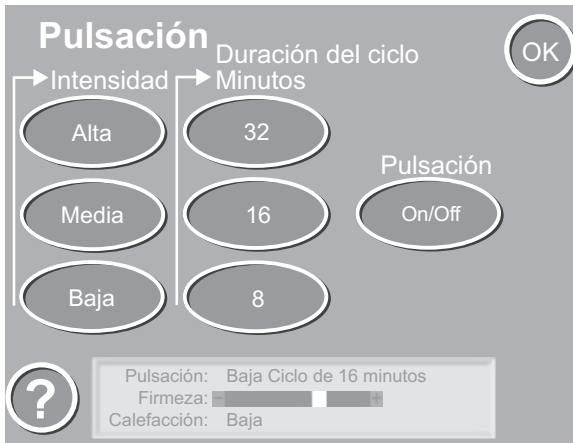 Pulsación
OK
Duración del ciclo
Intensidad
Minutos
Alta
32
Pulsación
Media
16
On/Off
Baja
8
?
Pulsación: Baja Ciclo de 16 minutos
Firmeza: - +
Calefacción: Baja